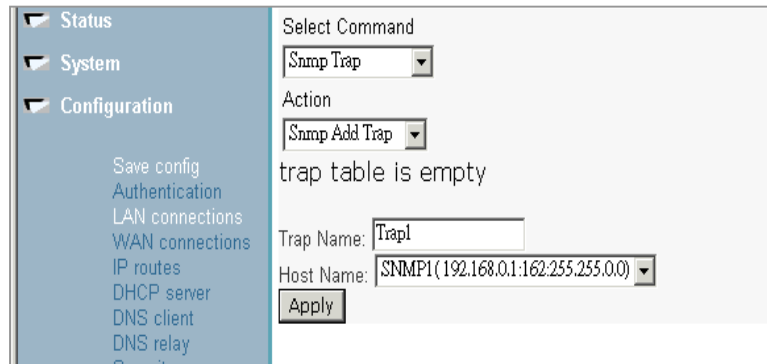 Status
System
Configuration
Save config
Authentication
LAN connections
WAN connections
IP routes
DHCP server
DNS client
DNS relay
Select Command
Snmp Trap
Action
Snmp Add Trap
trap table is empty
Trap Name: Trap1
Host Name: SNMP1( 192.168.0.1:162:255.255.0.0)
Apply